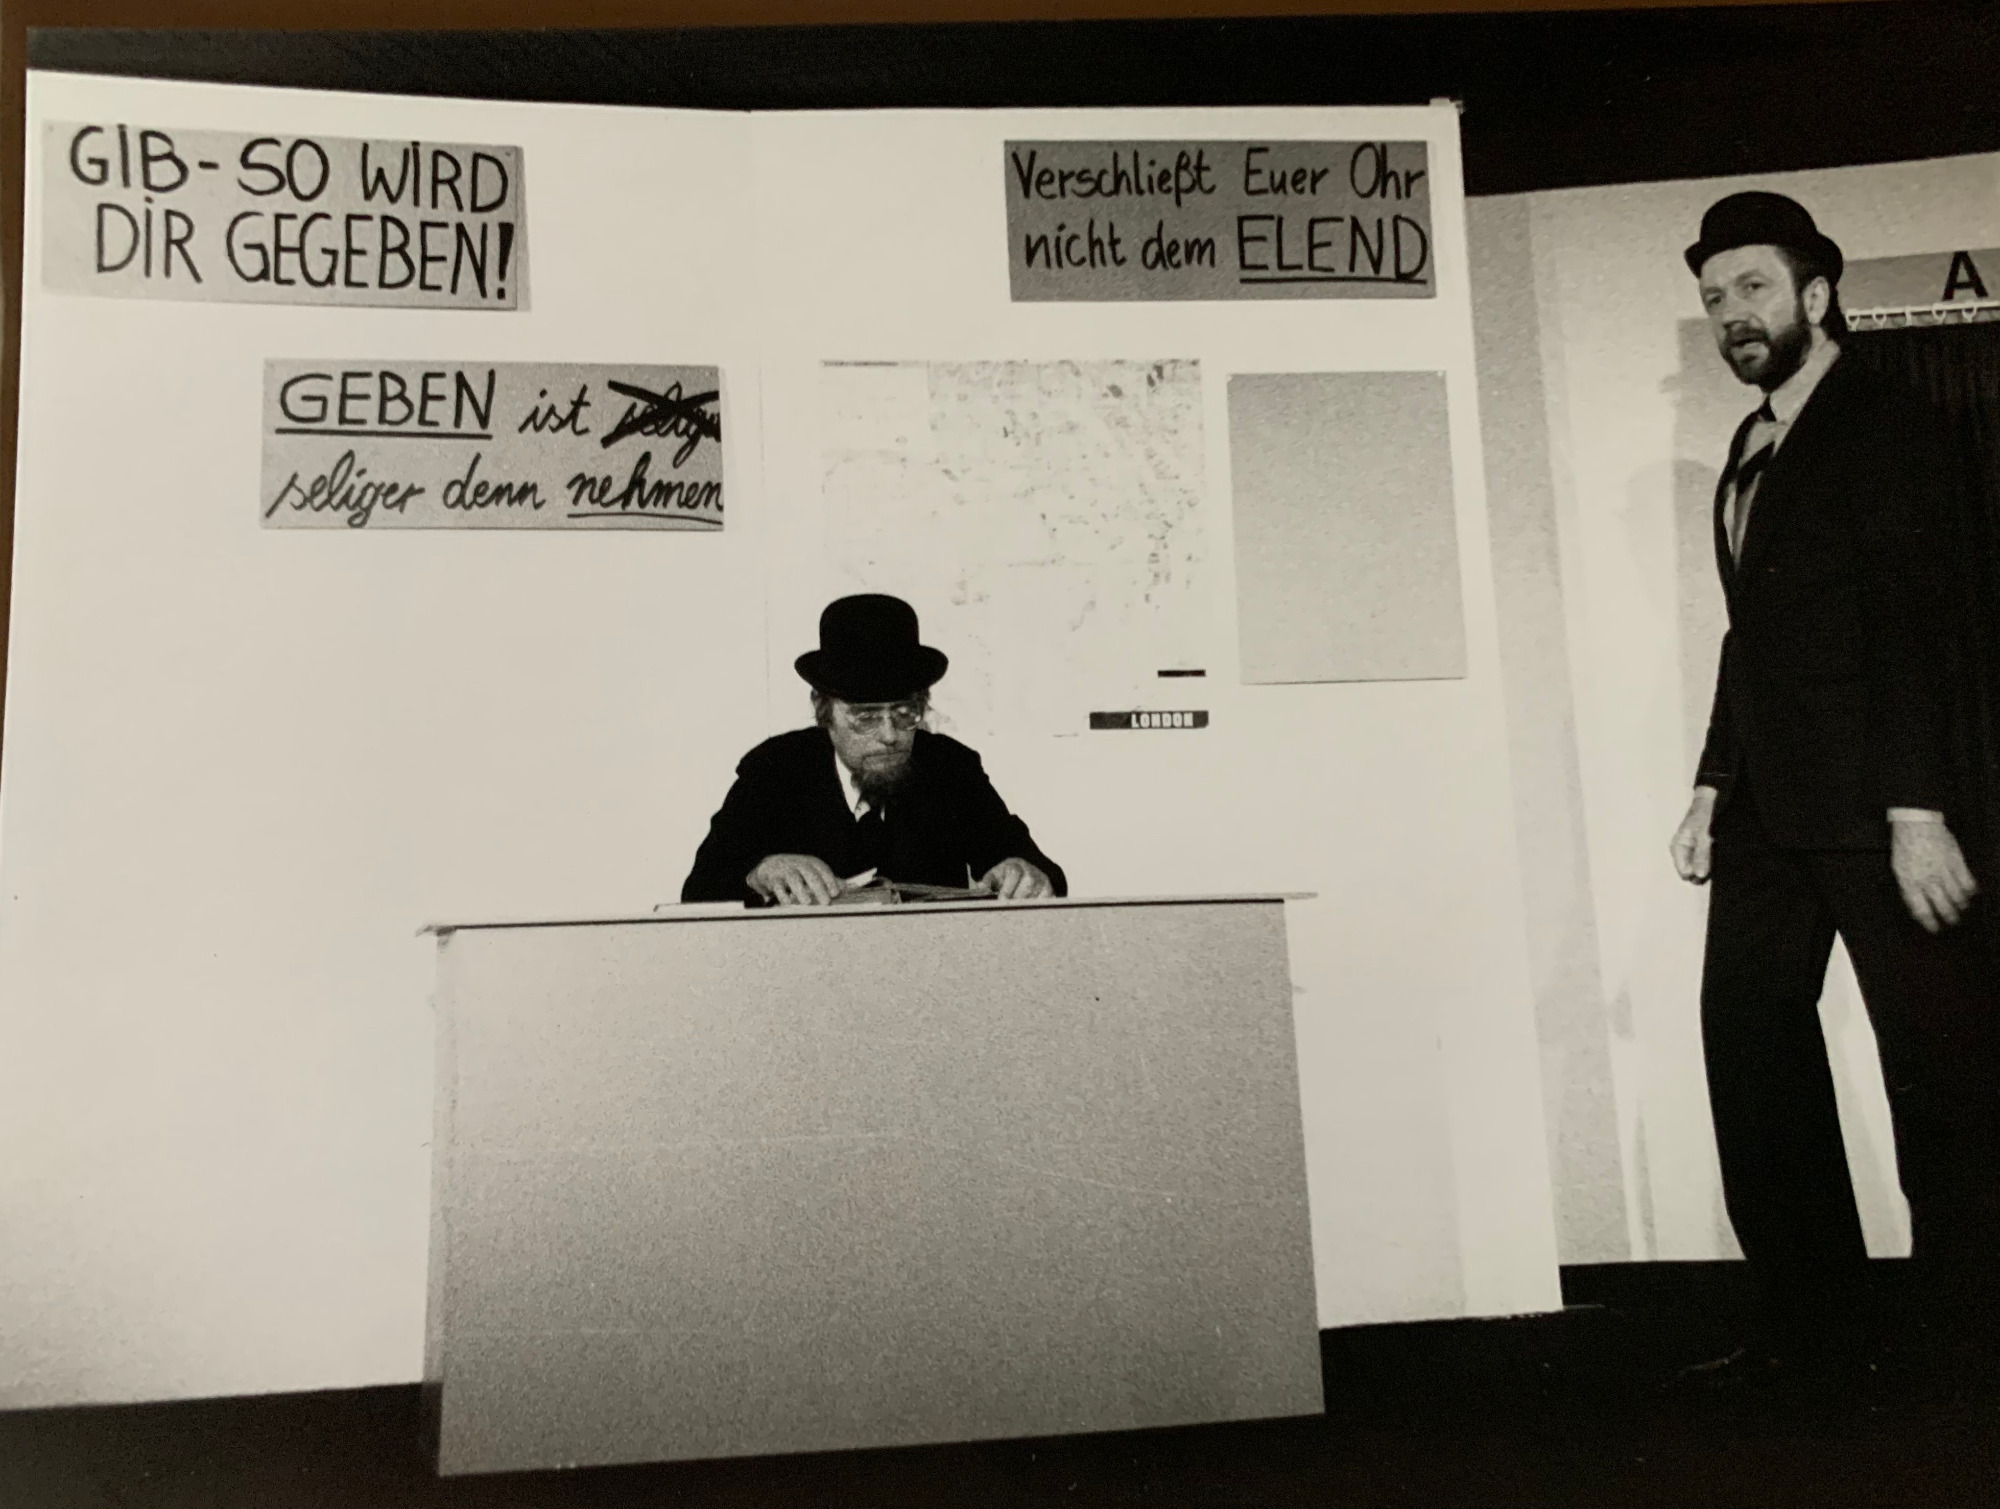 GIB - SO WIRD
DIR GEGEBEN!
Verschließt Euer Ohr
nicht dem ELEND
GEBEN ist
seliger denn nehmen
LONDON
A